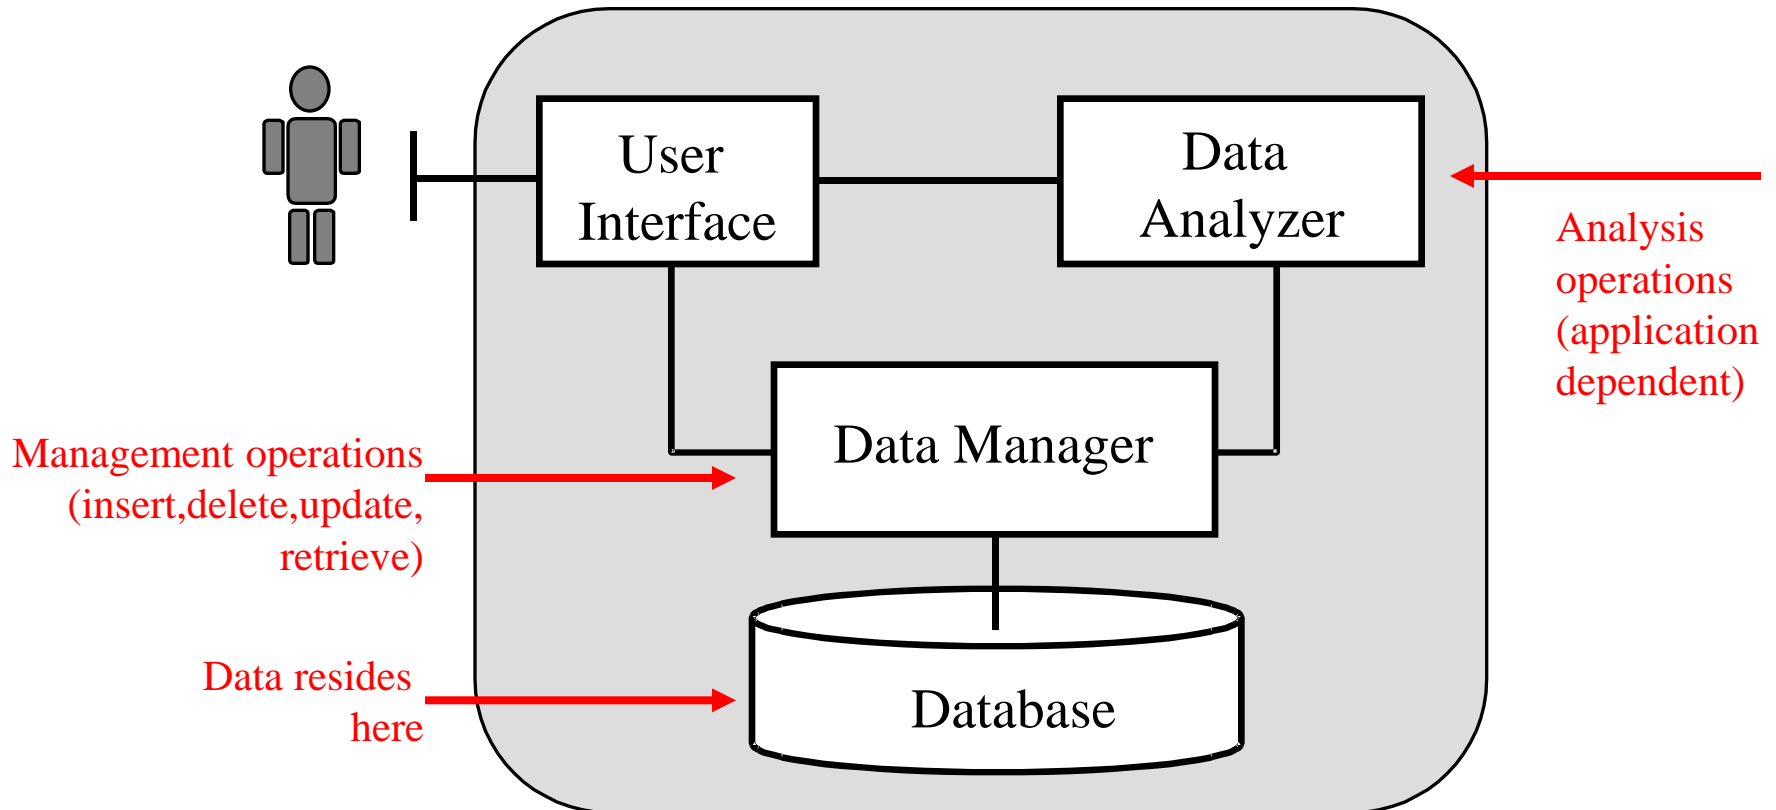 User
Interface
Data
Analyzer
Analysis
operations
(application
dependent)
Data Manager
Management operations
(insert,delete,update,
retrieve)
Data resides
here
Database